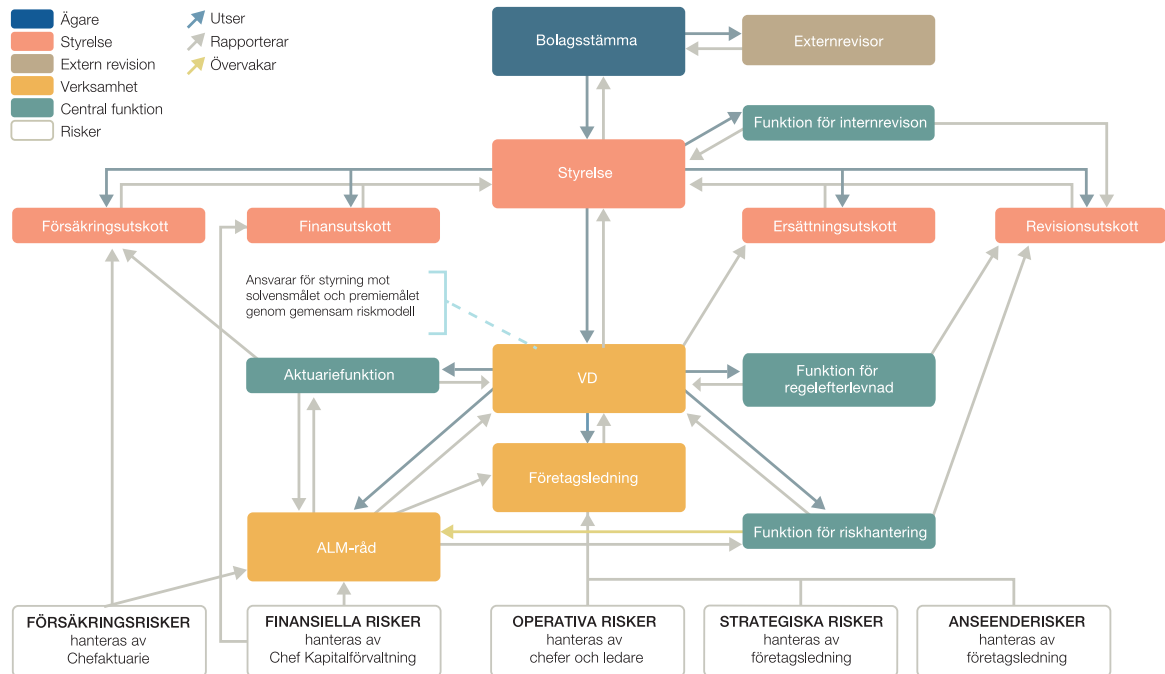 Ägare
Styrelse
Extern revision
Verksamhet
Central funktion
Risker
Utser
Rapporterar
Övervakar
Bolagsstämma
Externrevisor
Funktion för internrevison
Styrelse
Försäkringsutskott
Finansutskott
Ersättningsutskott
Revisionsutskott
Ansvarar för styrning mot
solvensmålet och premiemålet
genom gemensam riskmodell
Aktuariefunktion
VD
Funktion för
regelefterlevnad
Företagsledning
ALM-råd
Funktion för riskhantering
FÖRSÄKRINGSRISKER
hanteras av
Chefaktuarie
FINANSIELLA RISKER
hanteras av
Chef Kapitalförvaltning
OPERATIVA RISKER
hanteras av
chefer och ledare
STRATEGISKA RISKER
hanteras av
företagsledning
ANSEENDERISKER
hanteras av
företagsledning